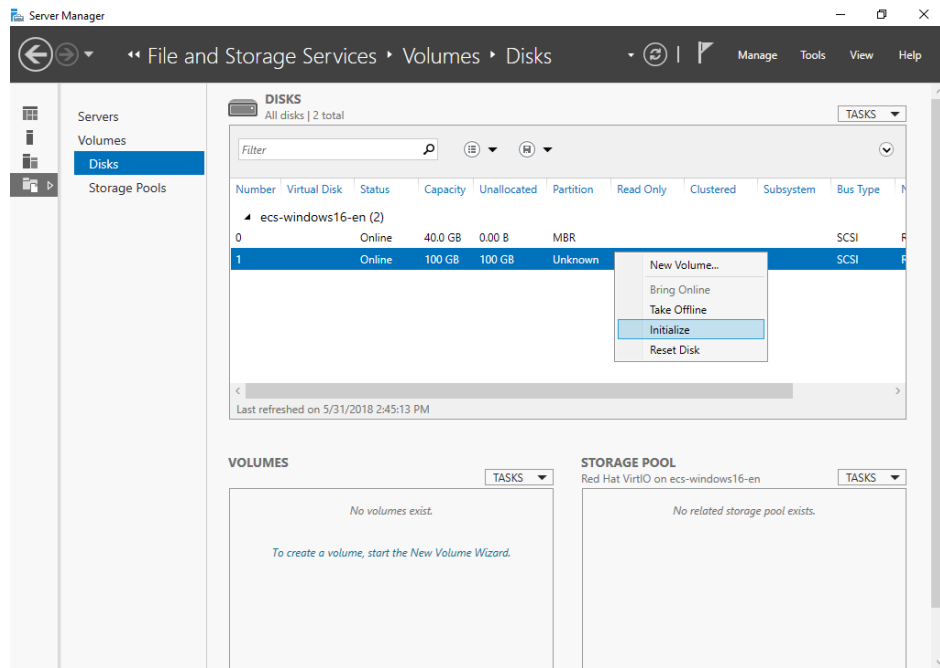 Server Manager
File and Storage Services ‣ Volumes ‣ Disks
Manage Tools View Help
Servers
Volumes
Disks
Storage Pools
DISKS
All disks | 2 total
TASKS
Filter
Number Virtual Disk Status Capacity Unallocated Partition Read Only Clustered Subsystem Bus Type
ecs-windows16-en (2)
0 Online 40.0 GB 0.00 B MBR SCSI
1 Online 100 GB 100 GB Unknown SCSI
New Volume...
Bring Online
Take Offline
Initialize
Reset Disk
Last refreshed on 5/31/2018 2:45:13 PM
VOLUMES
TASKS
No volumes exist.
To create a volume, start the New Volume Wizard.
STORAGE POOL
Red Hat VirtIO on ecs-windows16-en
TASKS
No related storage pool exists.